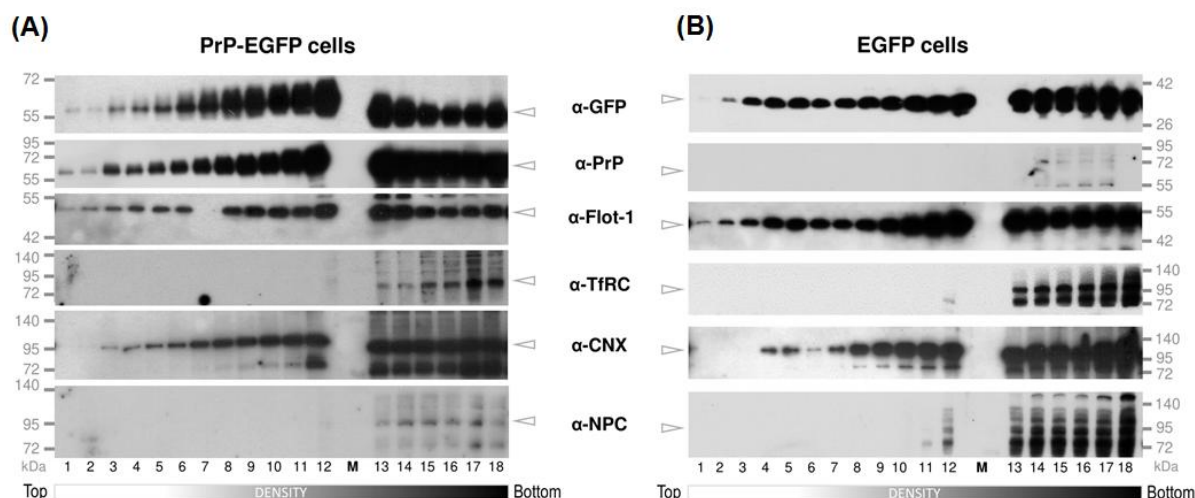 (A)
PrP-EGFP cells
(B)
EGFP cells
72
55
α-GFP
42
26
95
72
55
α-PrP
95
72
55
55
42
α-Flot-1
55
42
140
95
72
α-TfRC
140
95
72
140
95
72
α-CNX
140
95
72
140
95
72
α-NPC
140
95
72
kDa 1 2 3 4 5 6 7 8 9 10 11 12 M 13 14 15 16 17 18
1 2 3 4 5 6 7 8 9 10 11 12 M 13 14 15 16 17 18 kDa
Top DENSITY Bottom
Top DENSITY Bottom